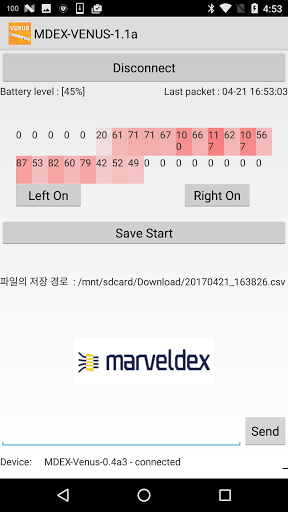 100 4:53
VENUS MDEX-VENUS-1.1a
Disconnect
Battery level : [45%] Last packet : 04-21 16:53:03
0 0 0 0 0 20 61 71 71 67 100 66 117 62 107 56
87 53 82 60 79 42 52 49 0 0 0 0 0 0 0 0
Left On Right On
Save Start
파일의 저장 경로 : /mnt/sdcard/Download/20170421_163826.csv
marveldex
Send
Device: MDEX-Venus-0.4a3 - connected